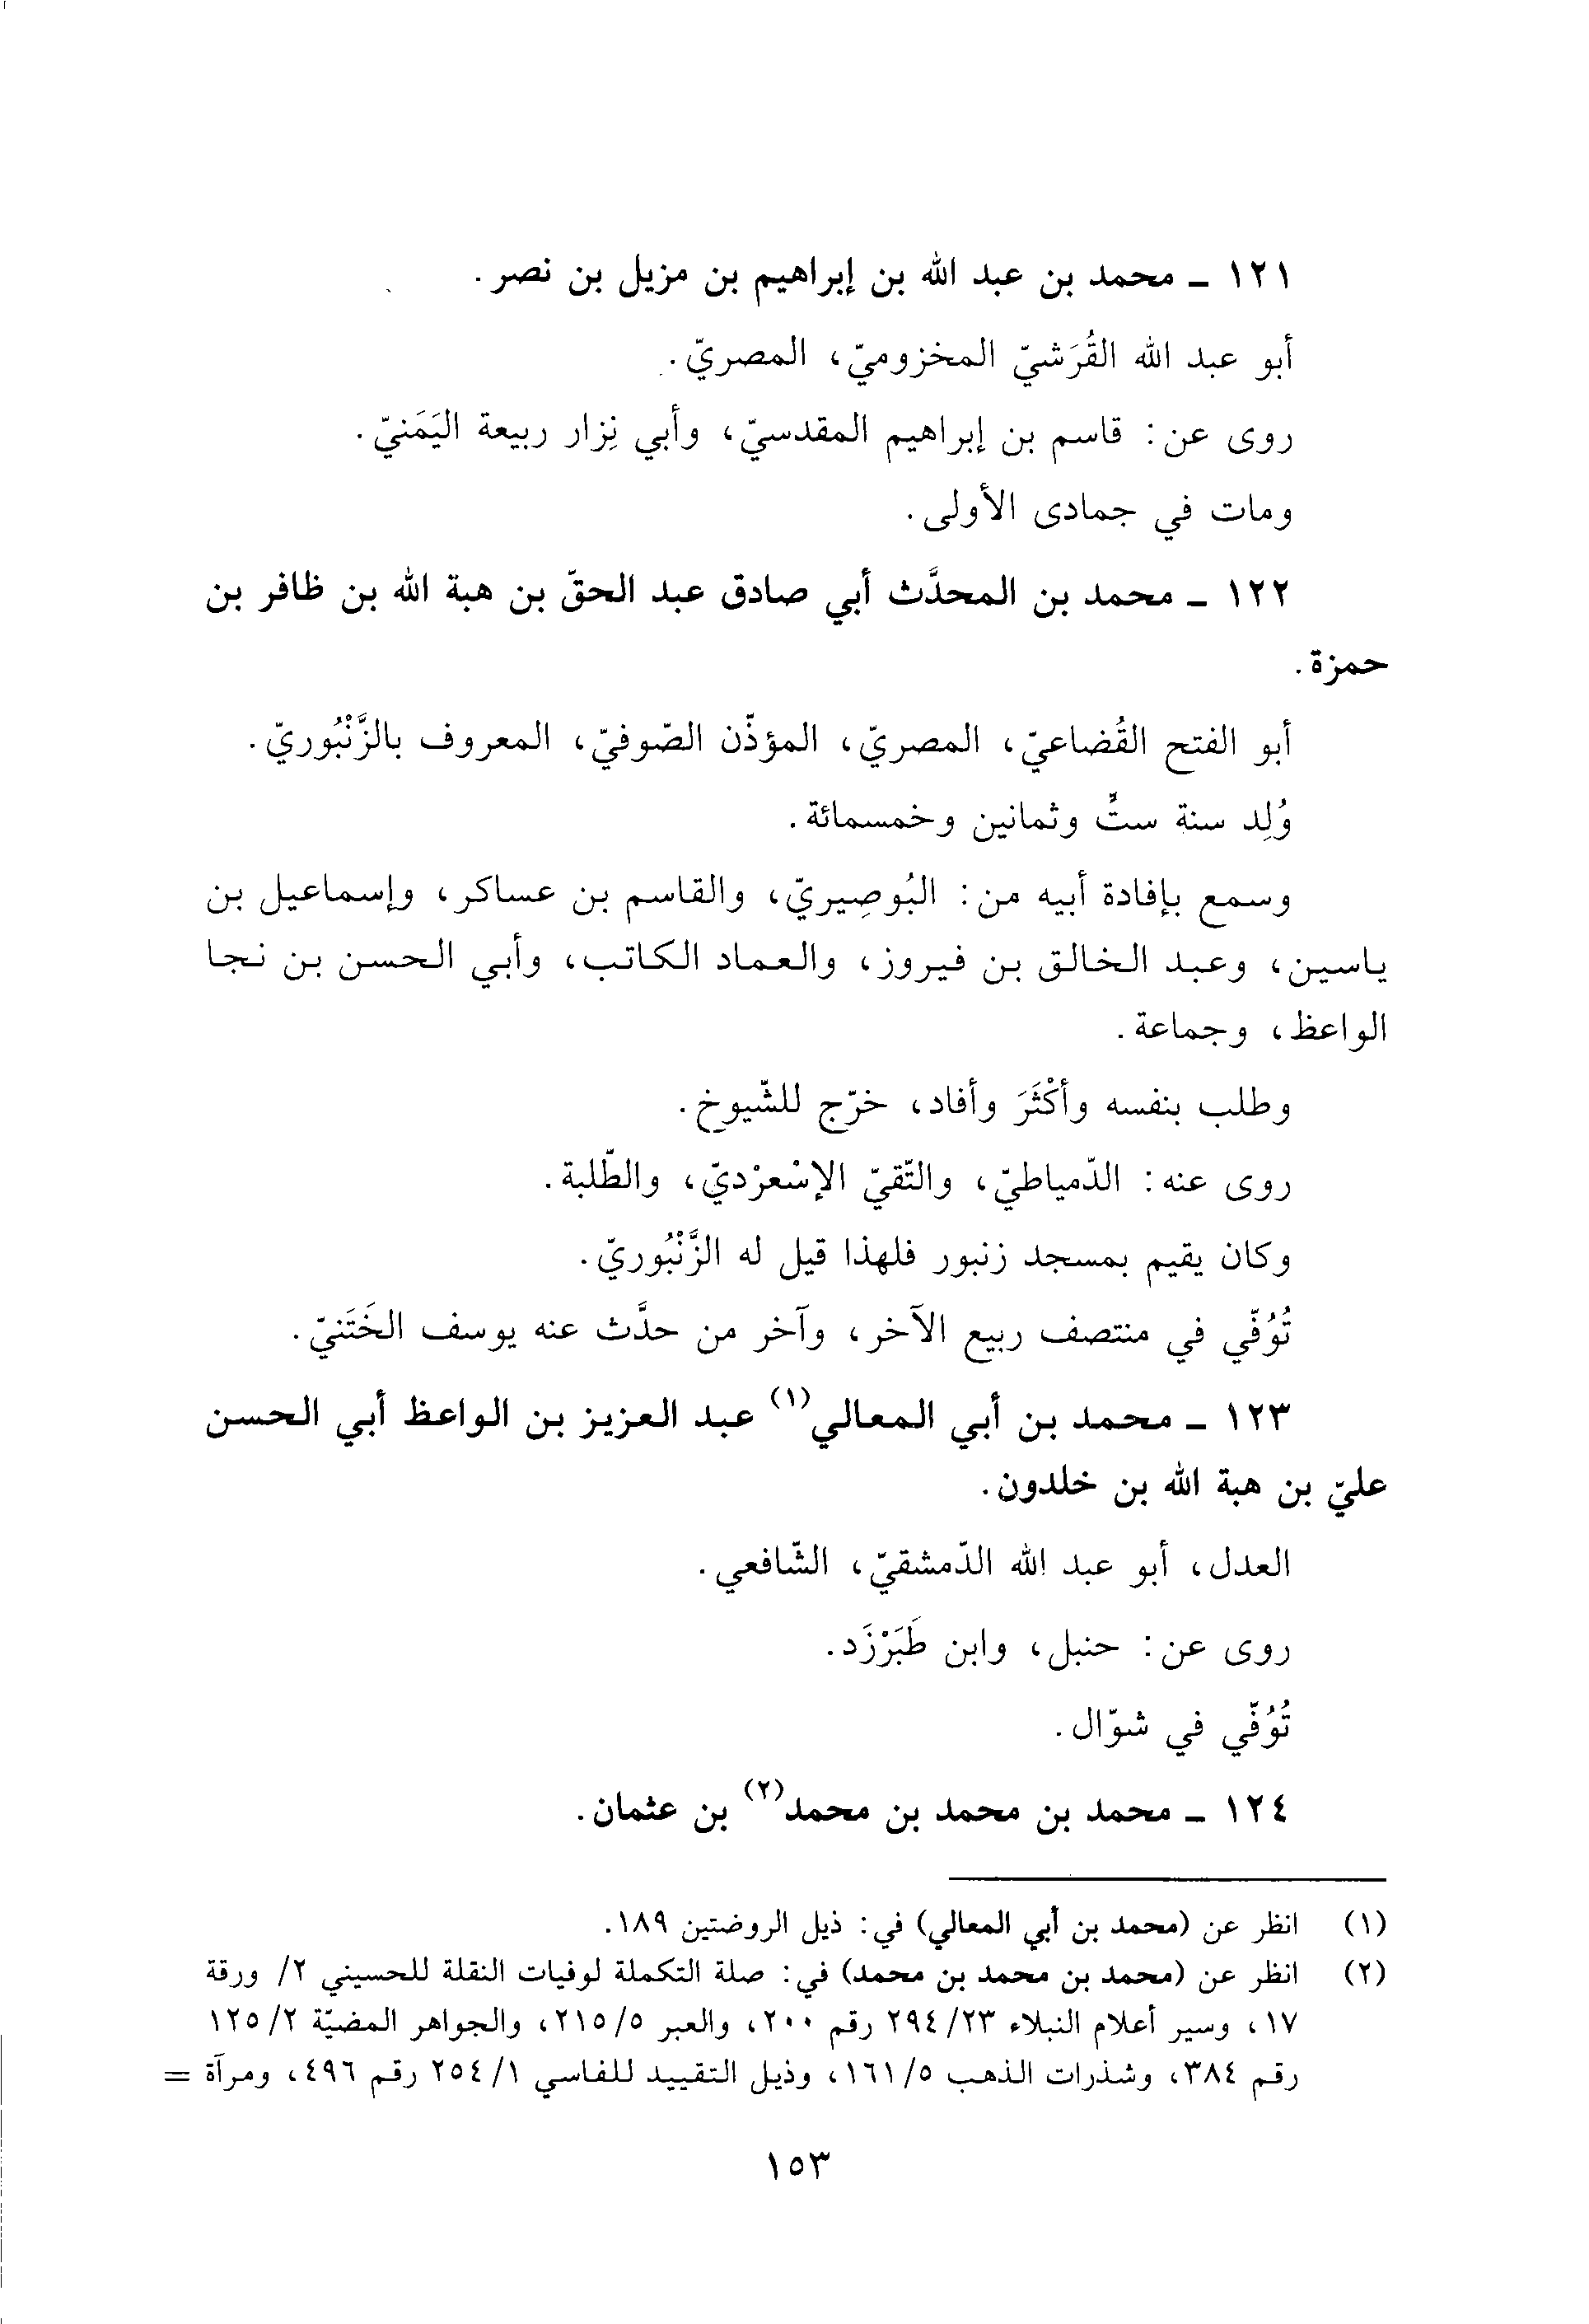 ١٢١ ـ محمد بن عبد الله بن إبراهيم بن مزيل بن نصر.
أبو عبد الله القُرَشيّ المخزوميّ، المصريّ.
روى عن: قاسم بن إبراهيم المقدسيّ، وأبي نِزار ربيعة اليَمَنيّ.
ومات في جمادى الأولى.
١٢٢ ـ محمد بن المحدَّث أبي صادق عبد الحقّ بن هبة الله بن ظافر بن
حمزة.
أبو الفتح القُضاعيّ، المصريّ، المؤذّن الصّوفيّ، المعروف بالزَّنْبُوريّ.
وُلِد سنة ستٍّ وثمانين وخمسمائة.
وسمع بإفادة أبيه من: البُوصِيريّ، والقاسم بن عساكر، وإسماعيل بن
ياسين، وعبد الخالق بن فيروز، والعماد الكاتب، وأبي الحسن بن نجا
الواعظ، وجماعة.
وطلب بنفسه وأكْثَرَ وأفاد، خرّج للشّيوخ.
روى عنه: الدّمياطيّ، والتّقيّ الإسْعرْديّ، والطّلبة.
وكان يقيم بمسجد زنبور فلهذا قيل له الزَّنْبُوريّ.
تُوُفّي في منتصف ربيع الآخر، وآخر من حدَّث عنه يوسف الخَتَنيّ.
١٢٣ ـ محمد بن أبي المعالي(١) عبد العزيز بن الواعظ أبي الحسن
عليّ بن هبة الله بن خلدون.
العدل، أبو عبد الله الدّمشقيّ، الشّافعي.
روى عن: حنبل، وابن طَبَرْزَد.
تُوُفّي في شوّال.
١٢٤ ـ محمد بن محمد بن محمد(٢) بن عثمان.
(١) انظر عن (محمد بن أبي المعالي) في: ذيل الروضتين ١٨٩.
(٢) انظر عن (محمد بن محمد بن محمد) في: صلة التكملة لوفيات النقلة للحسيني ٢/ ورقة
١٧، وسير أعلام النبلاء ٢٩٤/٢٣ رقم ٢٠٠، والعبر ٢١٥/٥، والجواهر المضيّة ١٢٥/٢
رقم ٣٨٤، وشذرات الذهب ١٦١/٥، وذيل التقييد للفاسي ٢٥٤/١ رقم ٤٩٦، ومرآة =
١٥٣